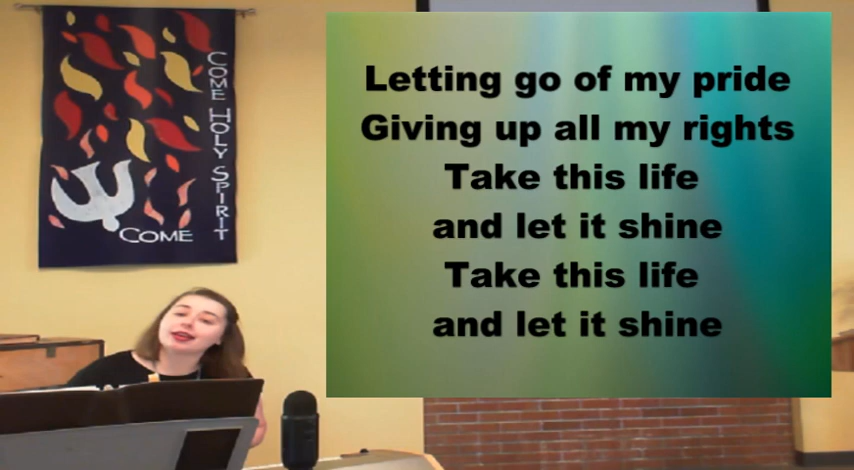 COME HOLY SPIRIT
COME
Letting go of my pride
Giving up all my rights
Take this life
and let it shine
Take this life
and let it shine